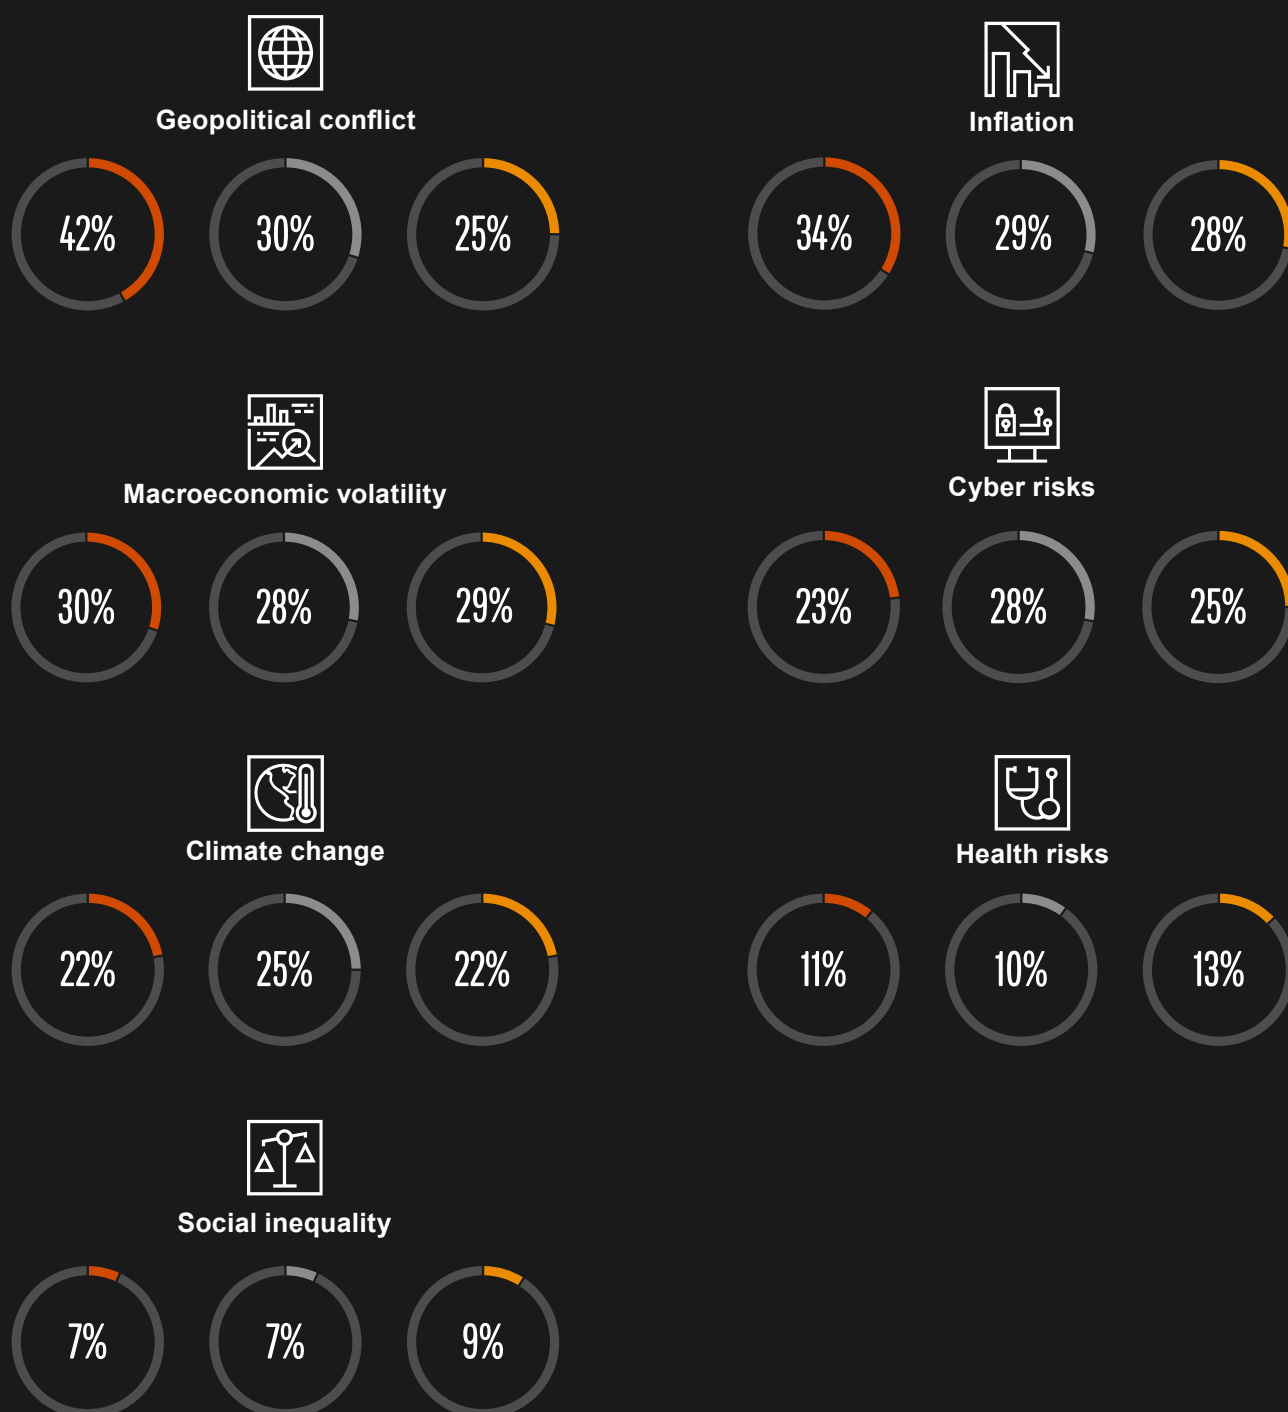 Geopolitical conflict
42% 30% 25%
Inflation
34% 29% 28%
Macroeconomic volatility
30% 28% 29%
Cyber risks
23% 28% 25%
Climate change
22% 25% 22%
Health risks
11% 10% 13%
Social inequality
7% 7% 9%